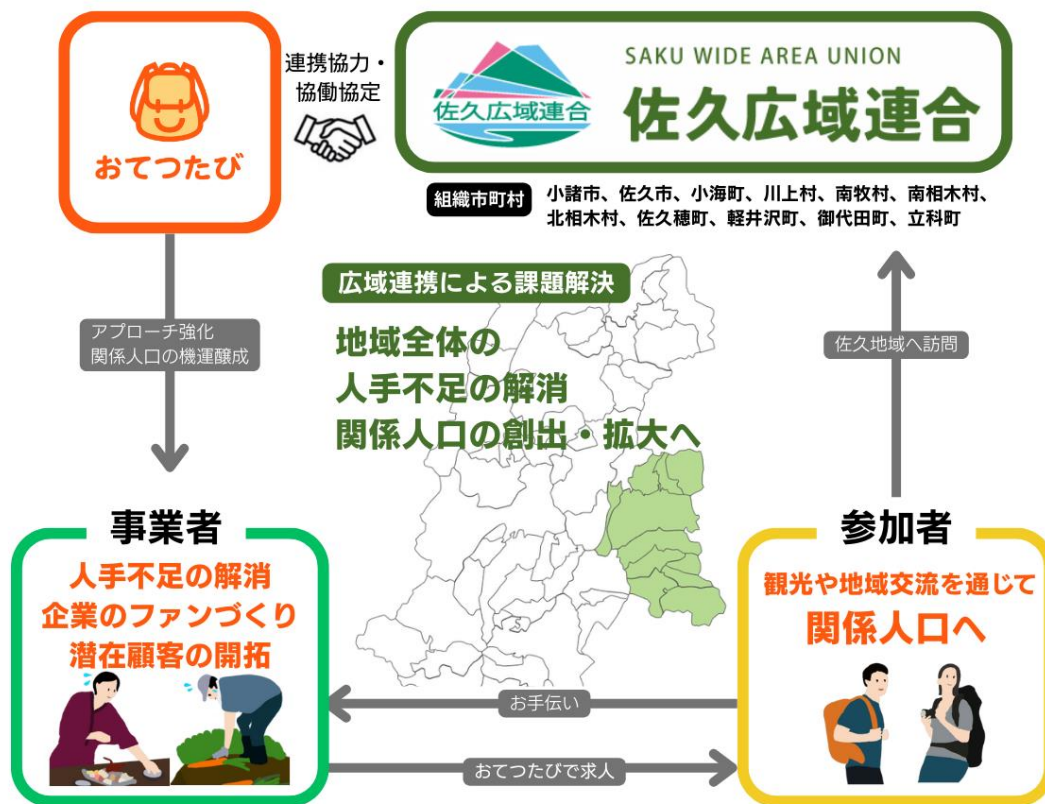 おてつたび
連携協力・
協働協定
佐久広域連合
SAKU WIDE AREA UNION
佐久広域連合
組織市町村
小諸市、佐久市、小海町、川上村、南牧村、南相木村、
北相木村、佐久穂町、軽井沢町、御代田町、立科町
広域連携による課題解決
地域全体の
人手不足の解消
関係人口の創出・拡大へ
アプローチ強化
関係人口の機運醸成
佐久地域へ訪問
事業者
人手不足の解消
企業のファンづくり
潜在顧客の開拓
参加者
観光や地域交流を通じて
関係人口へ
お手伝い
おてつたびで求人